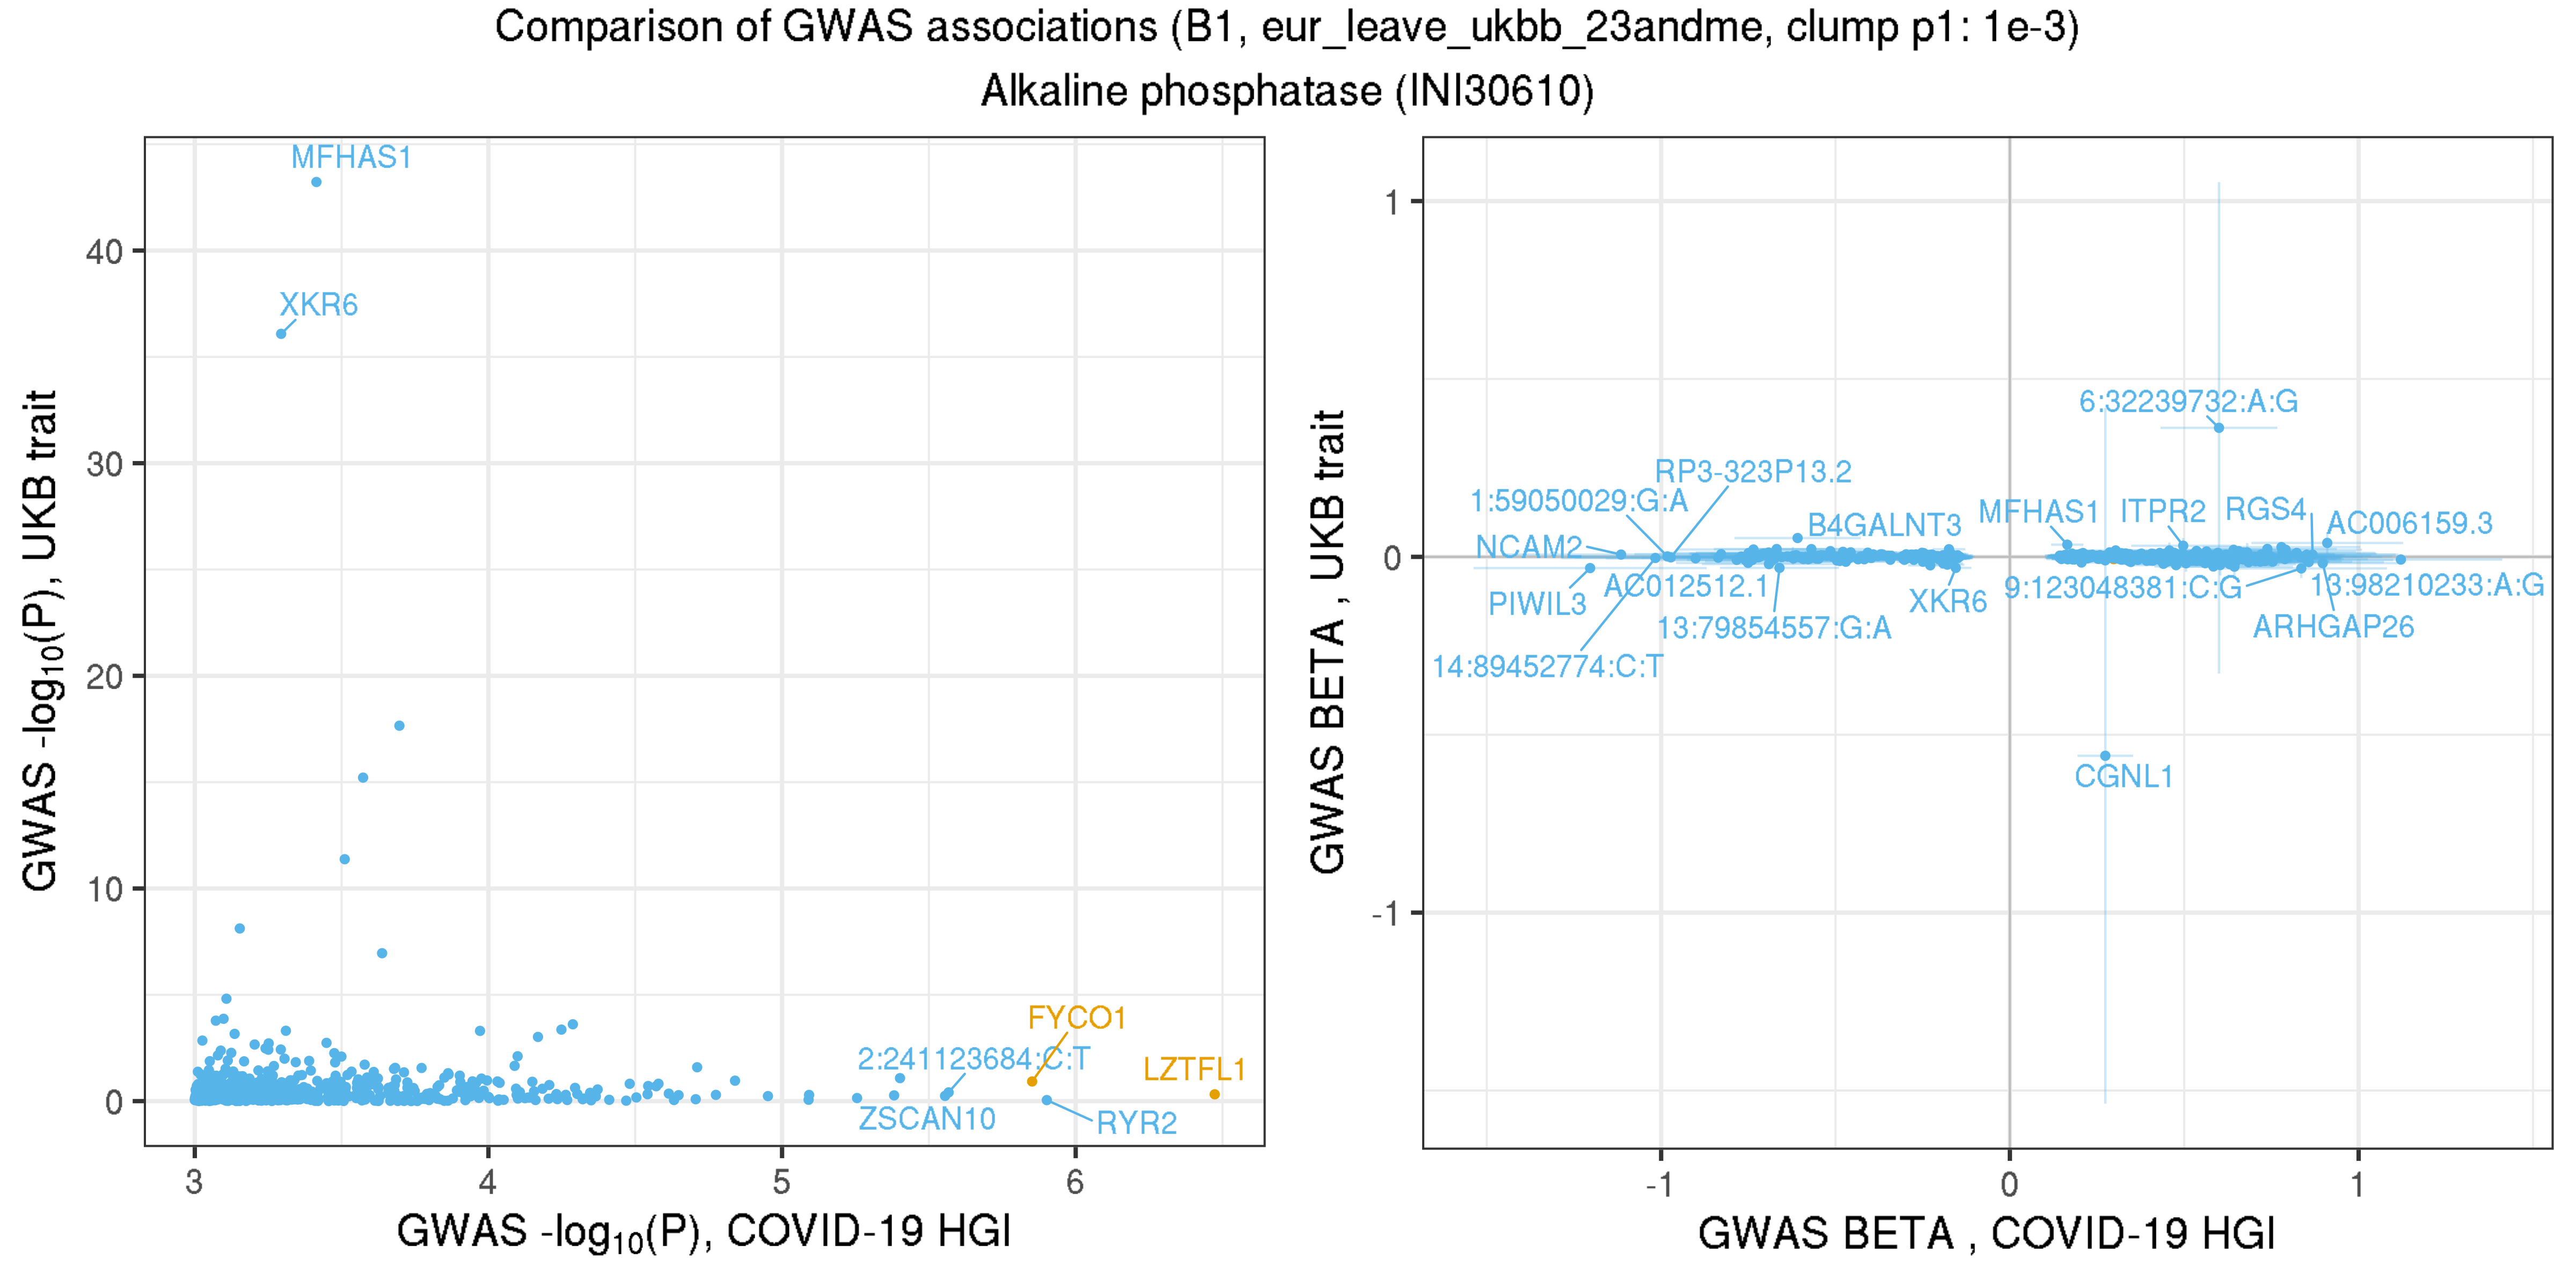 Comparison of GWAS associations (B1, eur_leave_ukbb_23andme, clump p1: 1e-3)
Alkaline phosphatase (INI30610)
GWAS -log₁₀(P), UKB trait
40
30
20
10
0
MFHAS1
XKR6
FYCO1
2:241123684:C:T
LZTFL1
ZSCAN10
RYR2
3
4
5
6
GWAS -log₁₀(P), COVID-19 HGI
GWAS BETA , UKB trait
1
0
-1
6:32239732:A:G
RP3-323P13.2
1:59050029:G:A
B4GALNT3
MFHAS1
ITPR2
RGS4
AC006159.3
NCAM2
PIWIL3
AC012512.1
XKR6
9:123048381:C:G
13:98210233:A:G
13:79854557:G:A
ARHGAP26
14:89452774:C:T
CGNL1
-1
0
1
GWAS BETA , COVID-19 HGI